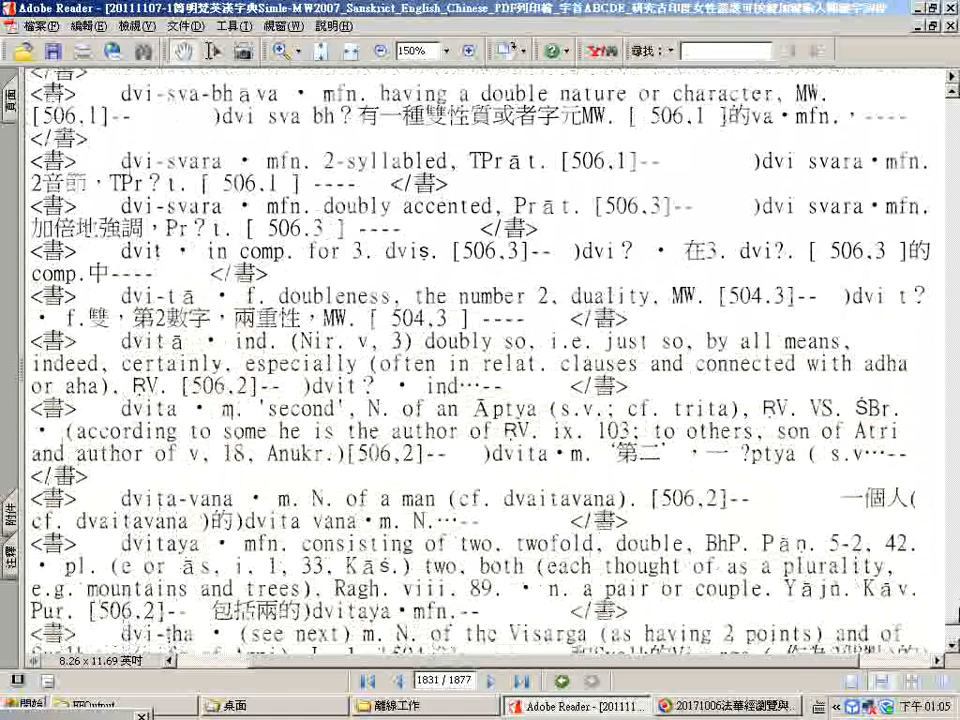 Adobe Reader - [20111107-1簡明梵英漢字典Simle-MW2007_Sanskrict_English_Chinese_PDF列印檔_字首ABCDE_研究古印度女性
檔案(F) 編輯(E) 檢視(V) 文件(D) 工具(T) 視窗(W) 說明(H)
150% 尋找：
</書>
<書> dvi-sva-bhāva • mfn. having a double nature or character, MW.
[506,1]-- )dvi sva bh？有一種雙性質或者字元MW. [ 506,1 ]的va•mfn.，----
</書>
<書> dvi-svara • mfn. 2-syllabled, TPrāt. [506,1]-- )dvi svara•mfn.
2音節，TPr？t. [ 506,1 ] ---- </書>
<書> dvi-svara • mfn. doubly accented, Prāt. [506,3]-- )dvi svara•mfn.
加倍地強調，Pr？t. [ 506.3 ] ---- </書>
<書> dviṭ • in comp. for 3. dviṣ. [506,3]-- )dvi？ • 在3. dvi?. [ 506,3 ]的
comp.中---- </書>
<書> dvi-tā • f. doubleness, the number 2, duality, MW. [504,3]-- )dvi t？
• f.雙，第2數字，兩重性，MW. [ 504,3 ] ---- </書>
<書> dvitā • ind. (Nir. v, 3) doubly so, i.e. just so, by all means,
indeed, certainly, especially (often in relat. clauses and connected with adha
or aha), RV. [506,2]-- )dvit？ • ind…-- </書>
<書> dvita • m. 'second', N. of an Āptya (s.v.; cf. trita), RV. VS. ŚBr.
• (according to some he is the author of RV. ix. 103; to others, son of Atri
and author of v, 18, Anukr.)[506,2]-- )dvita•m. '第二'，一 ?ptya ( s.v…--
</書>
<書> dvita-vana • m. N. of a man (cf. dvaitavana). [506,2]-- 一個人(
cf. dvaitavana )的)dvita vana•m. N.…-- </書>
<書> dvitaya • mfn. consisting of two, twofold, double, BhP. Pāṇ. 5-2, 42.
• pl. (e or ās, i, 1, 33, Kāś.) two, both (each thought of as a plurality,
e.g. mountains and trees), Ragh. viii. 89. • n. a pair or couple, Yājñ. Kāv.
Pur. [506,2]-- 包括兩的)dvitaya•mfn.-- </書>
<書> dvi-ṭha • (see next) m. N. of the Visarga (as having 2 points) and of
頁面
附件
註釋
8.26 x 11.69 英吋
1831 / 1877
開始 桌面 離線工作 Adobe Reader - [201111... 20171006法華經瀏覽與... 下午 01:05